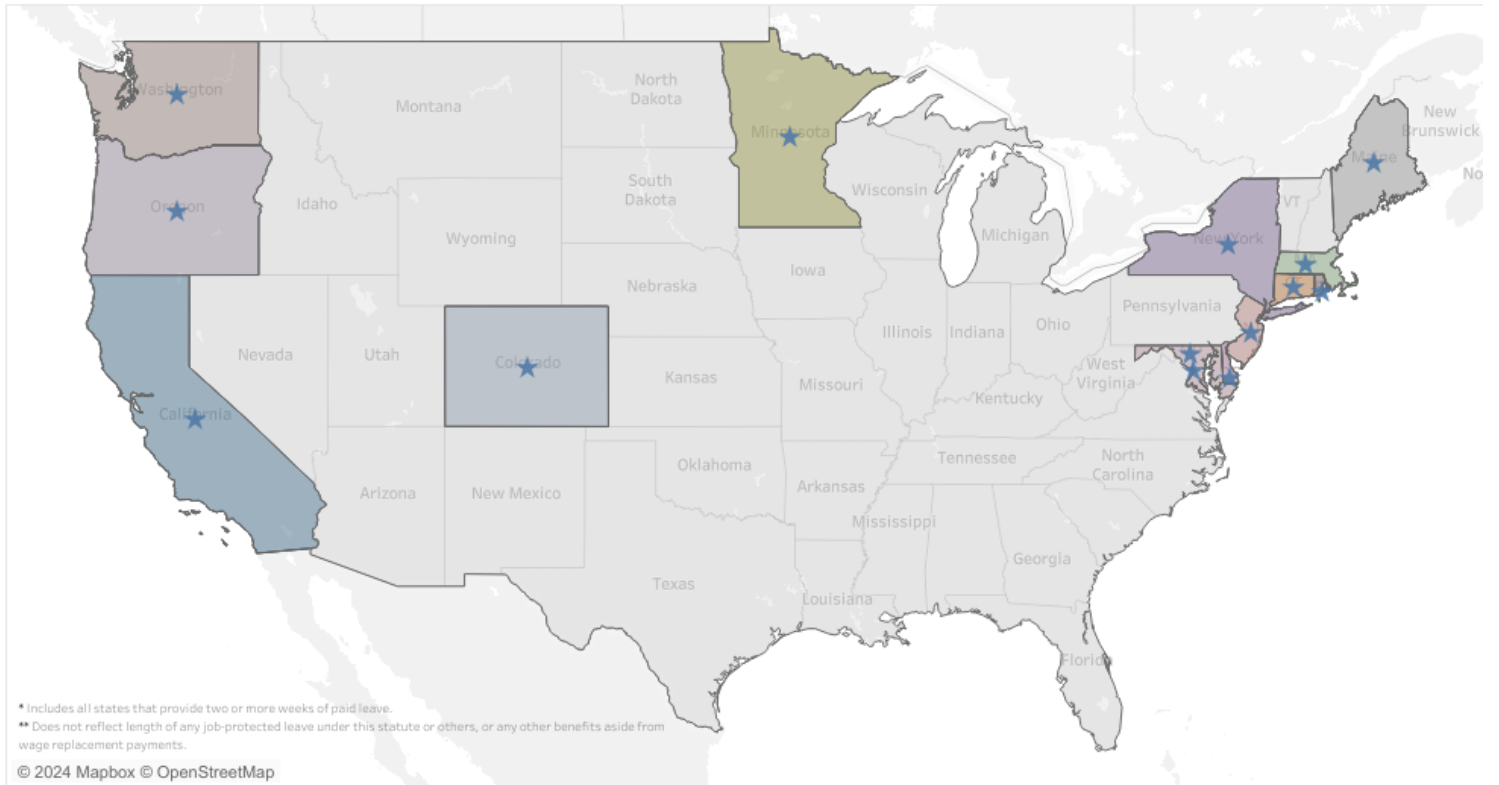 Washington
Montana
North
Dakota
Minnesota
New
Brunswick
Maine
No
Oregon
Idaho
South
Dakota
Wisconsin
VT
Wyoming
Michigan
New York
Iowa
Nebraska
Pennsylvania
Nevada
Utah
Colorado
Illinois
Indiana
Ohio
Kansas
Missouri
West
Virginia
California
Kentucky
Oklahoma
Tennessee
North
Carolina
Arizona
New Mexico
Arkansas
Mississippi
Georgia
Texas
Louisiana
Florida
* Includes all states that provide two or more weeks of paid leave.
** Does not reflect length of any job-protected leave under this statute or others, or any other benefits aside from
wage replacement payments.
© 2024 Mapbox © OpenStreetMap